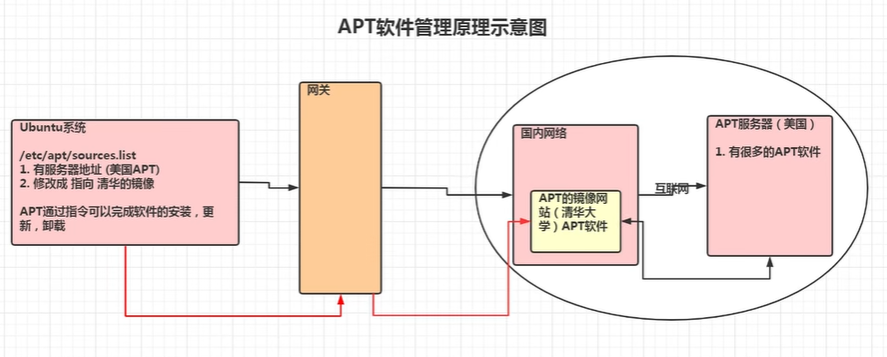 APT软件管理原理示意图
Ubuntu系统
/etc/apt/sources.list
1. 有服务器地址 (美国APT)
2. 修改成 指向 清华的镜像
APT通过指令可以完成软件的安装，更
新，卸载
网关
国内网络
APT的镜像网
站（清华大
学）APT软件
互联网
APT服务器（美国）
1. 有很多的APT软件